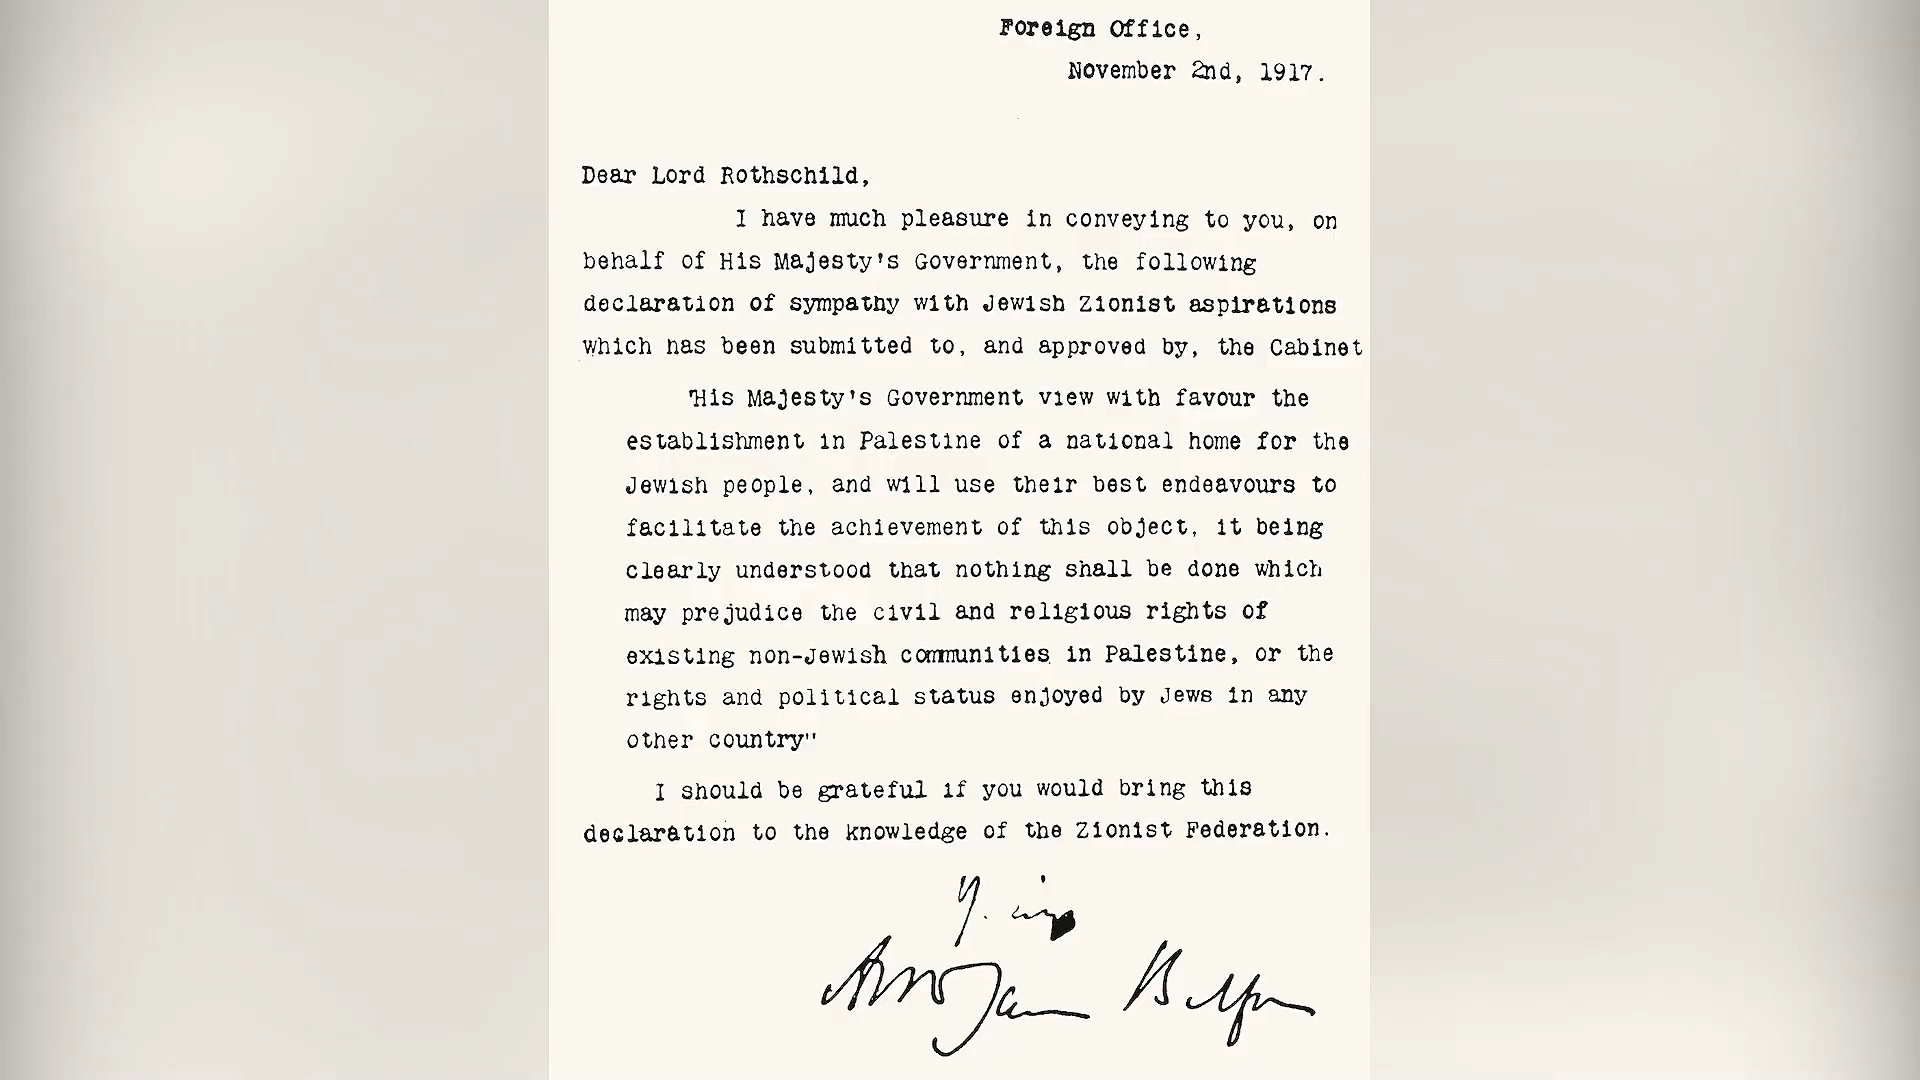 Foreign Office,
November 2nd, 1917.
Dear Lord Rothschild,
I have much pleasure in conveying to you, on
behalf of His Majesty's Government, the following
declaration of sympathy with Jewish Zionist aspirations
which has been submitted to, and approved by, the Cabinet
"His Majesty's Government view with favour the
establishment in Palestine of a national home for the
Jewish people, and will use their best endeavours to
facilitate the achievement of this object, it being
clearly understood that nothing shall be done which
may prejudice the civil and religious rights of
existing non-Jewish communities in Palestine, or the
rights and political status enjoyed by Jews in any
other country"
I should be grateful if you would bring this
declaration to the knowledge of the Zionist Federation.
Arthur James Balfour